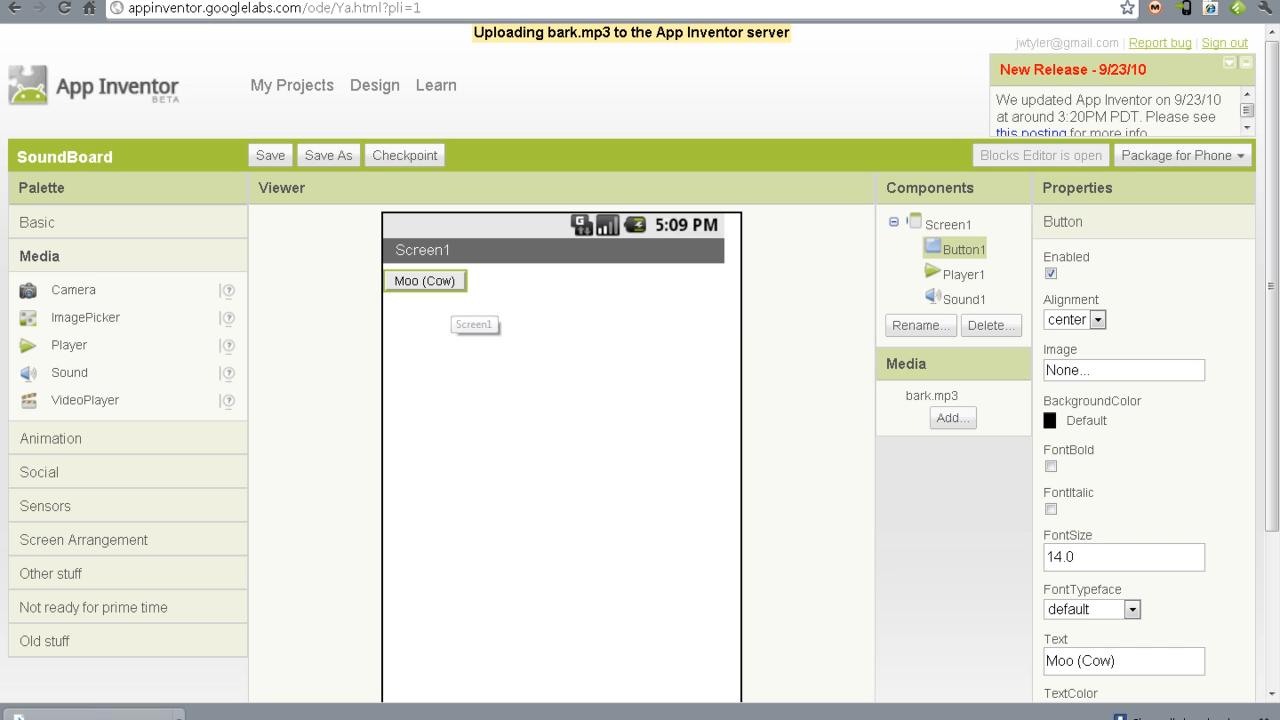 appinventor.googlelabs.com/ode/Ya.html?pli=1
Uploading bark.mp3 to the App Inventor server
jwtyler@gmail.com | Report bug | Sign out
App Inventor
BETA
My Projects Design Learn
New Release - 9/23/10
We updated App Inventor on 9/23/10
at around 3:20PM PDT. Please see
this posting for more info.
SoundBoard
Save Save As Checkpoint
Blocks Editor is open Package for Phone
Palette
Basic
Media
Camera
ImagePicker
Player
Sound
VideoPlayer
Animation
Social
Sensors
Screen Arrangement
Other stuff
Not ready for prime time
Old stuff
Viewer
5:09 PM
Screen1
Moo (Cow)
Screen1
Components
Screen1
Button1
Player1
Sound1
Rename... Delete...
Media
bark.mp3
Add...
Properties
Button
Enabled
Alignment
center
Image
None...
BackgroundColor
Default
FontBold
FontItalic
FontSize
14.0
FontTypeface
default
Text
Moo (Cow)
TextColor